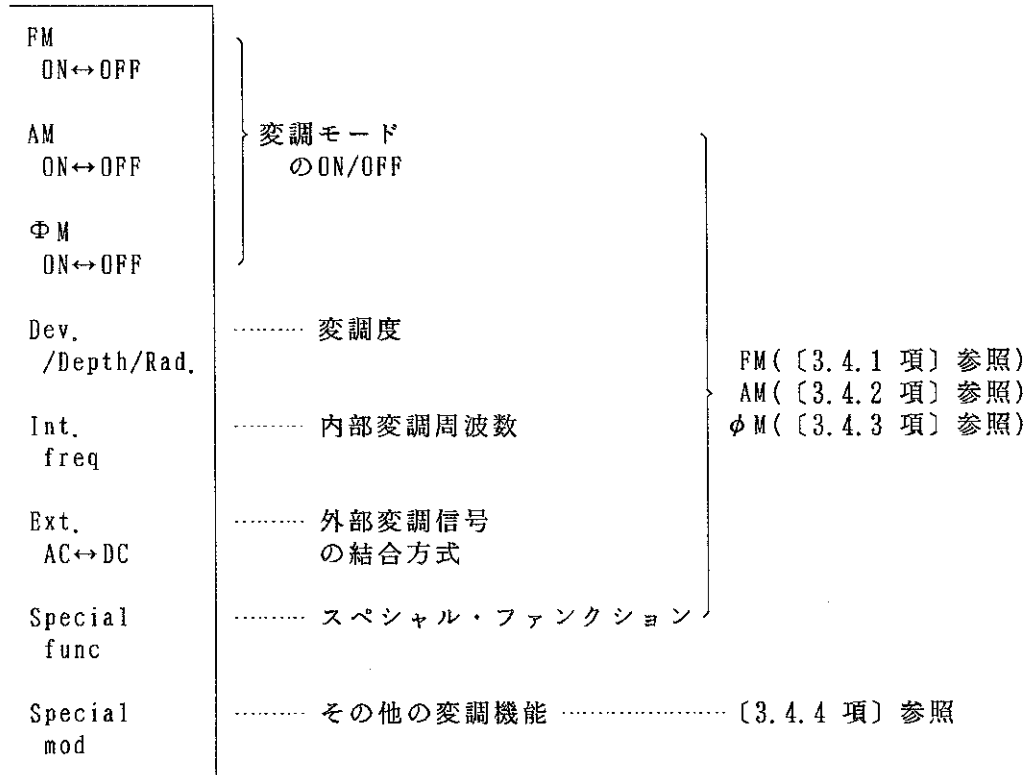 FM
ON↔OFF
AM
ON↔OFF
変調モード
のON/OFF
ΦM
ON↔OFF
Dev.
/Depth/Rad.
……… 変調度
FM(〔3.4.1 項〕参照)
AM(〔3.4.2 項〕参照)
φM(〔3.4.3 項〕参照)
Int.
freq
……… 内部変調周波数
Ext.
AC↔DC
……… 外部変調信号
の結合方式
Special
func
……… スペシャル・ファンクション
Special
mod
……… その他の変調機能 ……………… 〔3.4.4 項〕参照